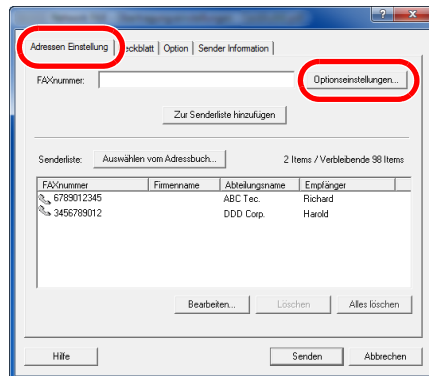 Adressen Einstellung eckblatt Option Sender Information
FAXnummer: Optionseinstellungen...
Zur Senderliste hinzufügen
Senderliste: Auswählen vom Adressbuch... 2 Items / Verbleibende 98 Items
FAXnummer Firmenname Abteilungsname Empfänger
6789012345 ABC Tec. Richard
3456789012 DDD Corp. Harold
Bearbeiten... Löschen Alles löschen
Hilfe Senden Abbrechen